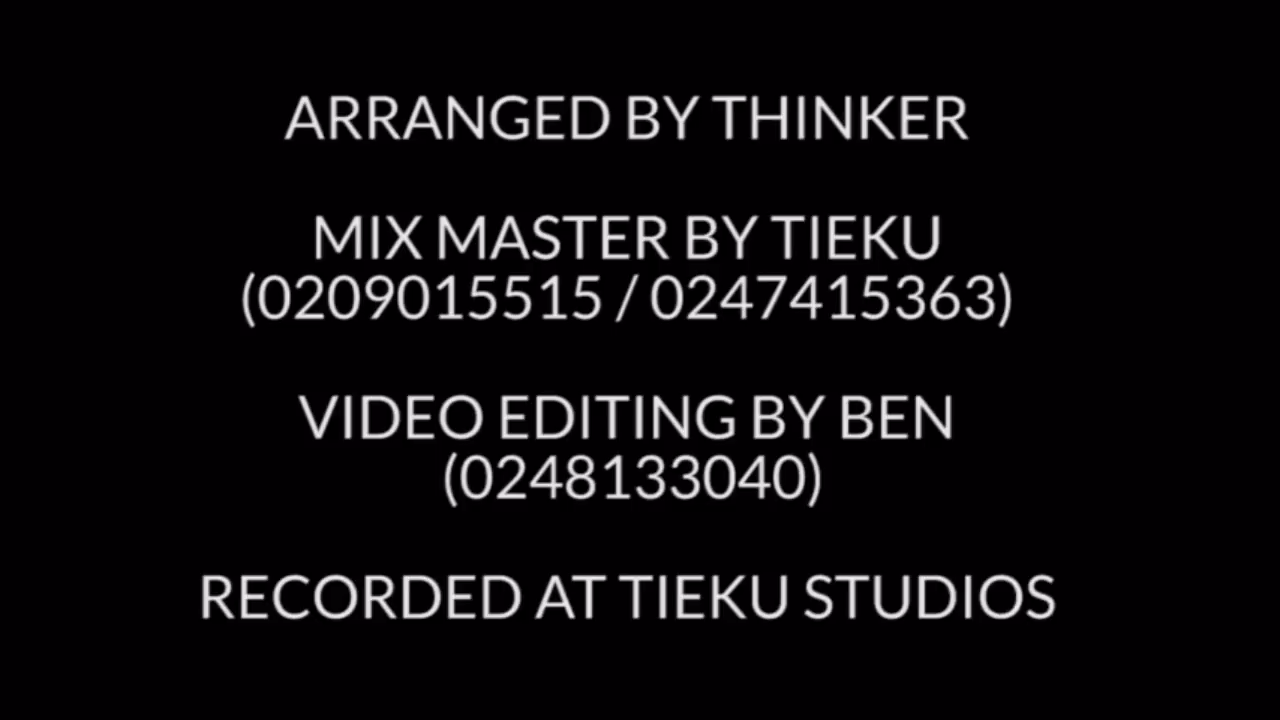 ARRANGED BY THINKER
MIX MASTER BY TIEKU
(0209015515 / 0247415363)
VIDEO EDITING BY BEN
(0248133040)
RECORDED AT TIEKU STUDIOS